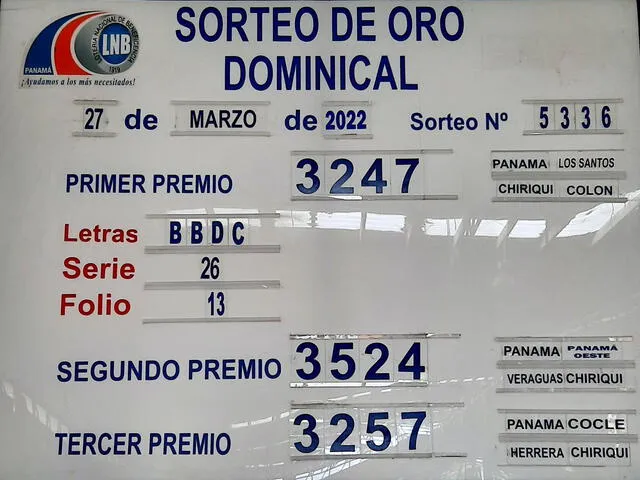 LOTERÍA NACIONAL DE BENEFICENCIA
LNB
1919
PANAMÁ
¡Ayudamos a los más necesitados!
SORTEO DE ORO
DOMINICAL
27 de MARZO de 2022 Sorteo Nº 5336
PRIMER PREMIO 3247 PANAMA LOS SANTOS
CHIRIQUI COLON
Letras BBDC
Serie 26
Folio 13
SEGUNDO PREMIO 3524 PANAMA PANAMÁ OESTE
VERAGUAS CHIRIQUI
TERCER PREMIO 3257 PANAMA COCLE
HERRERA CHIRIQUI